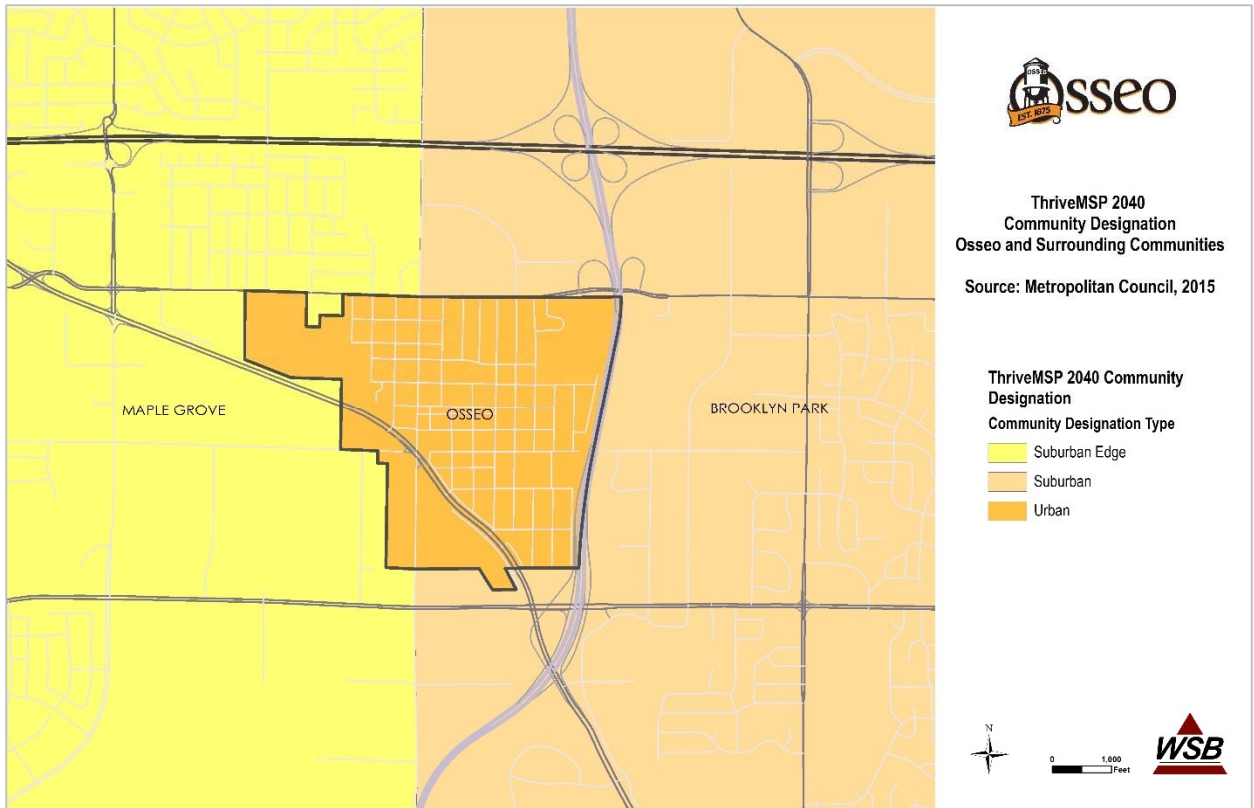 MAPLE GROVE
OSSEO
BROOKLYN PARK
OSSEO
Osseo
EST. 1875
ThriveMSP 2040
Community Designation
Osseo and Surrounding Communities
Source: Metropolitan Council, 2015
ThriveMSP 2040 Community
Designation
Community Designation Type
Suburban Edge
Suburban
Urban
N
0 1,000
Feet
WSB